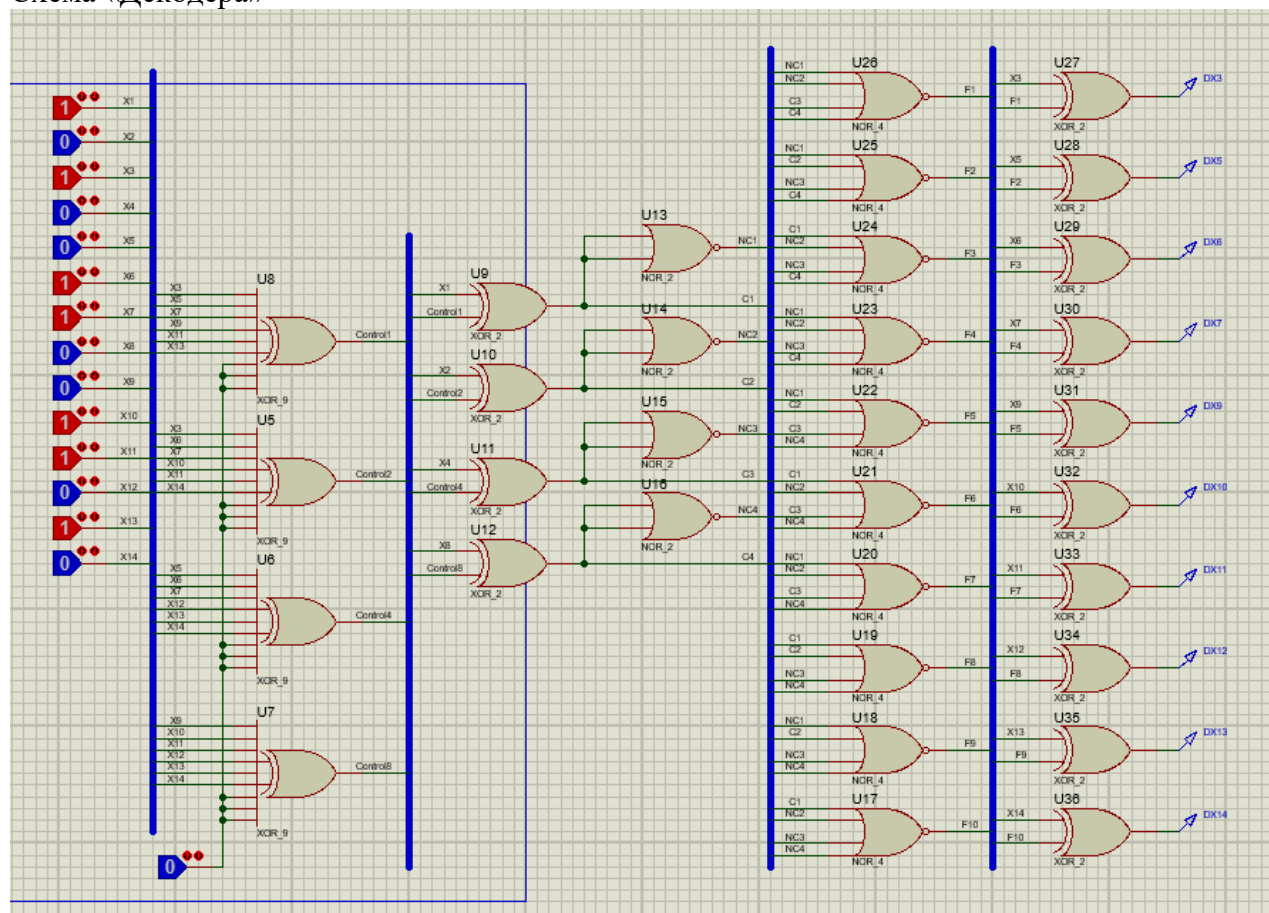 Схема «Декодера»
1 X1
0 X2
1 X3
0 X4
0 X5
1 X6
1 X7
0 X8
0 X9
1 X10
1 X11
0 X12
1 X13
0 X14
0
U8
X3
X5
X7
X9
X11
X13
Control1
XOR_9
U5
X3
X6
X7
X10
X11
X14
Control2
XOR_9
U6
X5
X6
X7
X12
X13
X14
Control4
XOR_9
U7
X9
X10
X11
X12
X13
X14
Control8
XOR_9
U9
X1
Control1
XOR_2
U10
X2
Control2
XOR_2
U11
X4
Control4
XOR_2
U12
X8
Control8
XOR_2
U13
NC1
NOR_2
C1
U14
NC2
NOR_2
C2
U15
NC3
NOR_2
C3
U16
NC4
NOR_2
C4
U26
NC1
NC2
F1
C3
C4
NOR_4
U25
NC1
C2
F2
NC3
C4
NOR_4
U24
C1
NC2
F3
NC3
C4
NOR_4
U23
NC1
NC2
F4
NC3
C4
NOR_4
U22
NC1
C2
F5
C3
NC4
NOR_4
U21
C1
NC2
F6
C3
NC4
NOR_4
U20
NC1
NC2
F7
C3
NC4
NOR_4
U19
C1
C2
F8
NC3
NC4
NOR_4
U18
NC1
C2
F9
NC3
NC4
NOR_4
U17
C1
NC2
F10
NC3
NC4
NOR_4
U27
X3 DX3
F1
XOR_2
U28
X5 DX5
F2
XOR_2
U29
X6 DX6
F3
XOR_2
U30
X7 DX7
F4
XOR_2
U31
X9 DX9
F5
XOR_2
U32
X10 DX10
F6
XOR_2
U33
X11 DX11
F7
XOR_2
U34
X12 DX12
F8
XOR_2
U35
X13 DX13
F9
XOR_2
U36
X14 DX14
F10
XOR_2